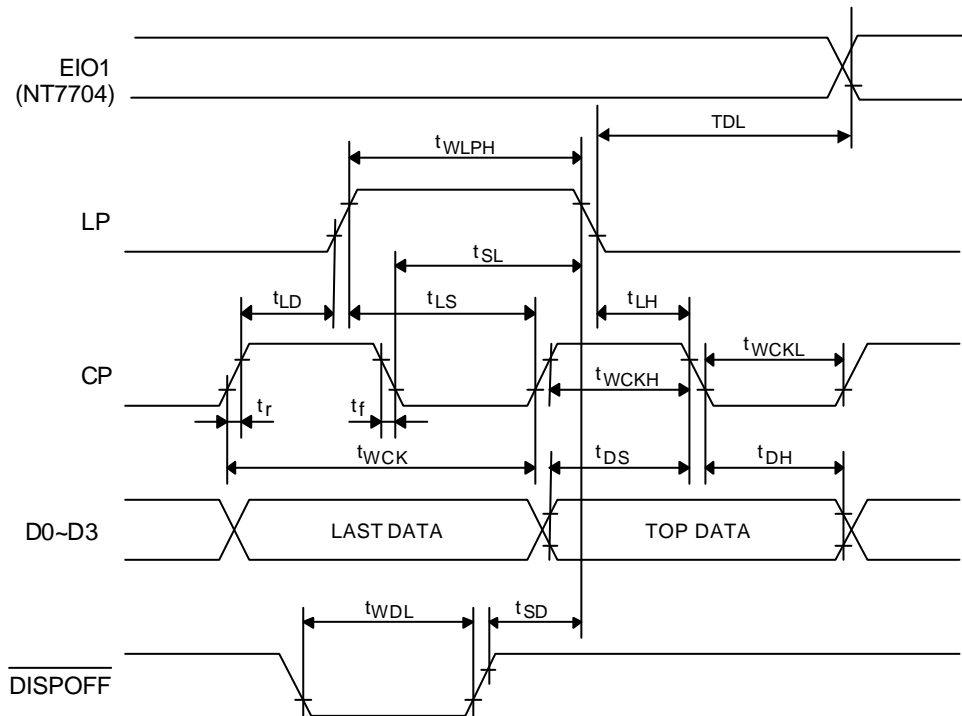 EIO1
(NT7704)
TDL
tWLPH
LP
tSL
tLD
tLS
tLH
CP
tWCKL
tWCKH
tr
tf
tWCK
tDS
tDH
D0~D3
LAST DATA
TOP DATA
tWDL
tSD
DISPOFF